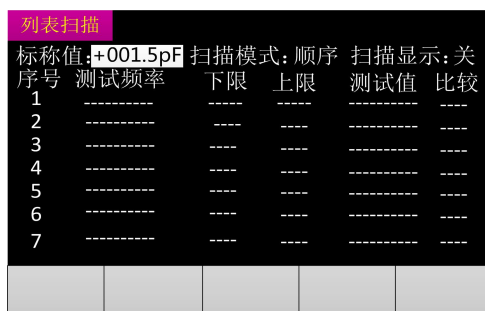 列表扫描
标称值:+001.5pF 扫描模式:顺序 扫描显示:关
序号 测试频率 下限 上限 测试值 比较
1 ---------- ----- ----- ---------- ----
2 ---------- ---- ---- ---------- ----
3 ---------- ---- ---- ---------- ----
4 ---------- ---- ---- ---------- ----
5 ---------- ---- ---- ---------- ----
6 ---------- ---- ---- ---------- ----
7 ---------- ---- ---- ---------- ----